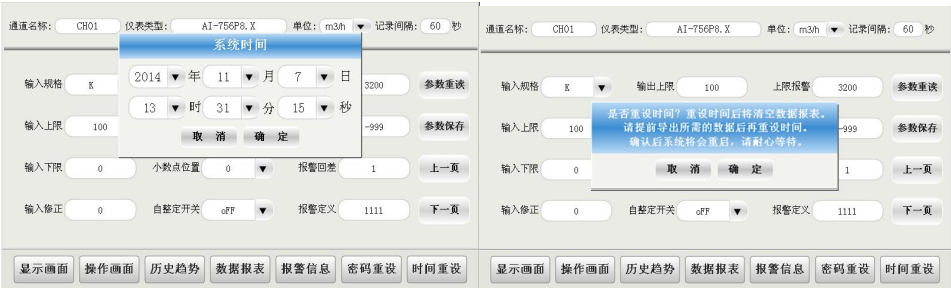 通道名称: CH01 仪表类型: AI-756P8.X 单位: m3/h 记录间隔: 60 秒
系统时间
2014 年 11 月 7 日
输入规格 K 3200 参数重读
13 时 31 分 15 秒
输入上限 100 -999 参数保存
取 消 确 定
输入下限 0 小数点位置 0 报警回差 1 上一页
输入修正 0 自整定开关 oFF 报警定义 1111 下一页
显示画面 操作画面 历史趋势 数据报表 报警信息 密码重设 时间重设
通道名称: CH01 仪表类型: AI-756P8.X 单位: m3/h 记录间隔: 60 秒
输入规格 K 输出上限 100 上限报警 3200 参数重读
是否重设时间?重设时间后将清空数据报表。
请提前导出所需的数据后再重设时间。
确认后系统将会重启,请耐心等待。
输入上限 100 -999 参数保存
取 消 确 定
输入下限 0 1 上一页
输入修正 0 自整定开关 oFF 报警定义 1111 下一页
显示画面 操作画面 历史趋势 数据报表 报警信息 密码重设 时间重设